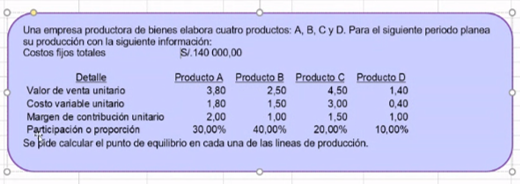 Una empresa productora de bienes elabora cuatro productos: A, B, C y D. Para el siguiente periodo planea
su producción con la siguiente información:
Costos fijos totales S/.140 000,00
Detalle Producto A Producto B Producto C Producto D
Valor de venta unitario 3,80 2,50 4,50 1,40
Costo variable unitario 1,80 1,50 3,00 0,40
Margen de contribución unitario 2,00 1,00 1,50 1,00
Participación o proporción 30,00% 40,00% 20,00% 10,00%
Se pide calcular el punto de equilibrio en cada una de las lineas de producción.